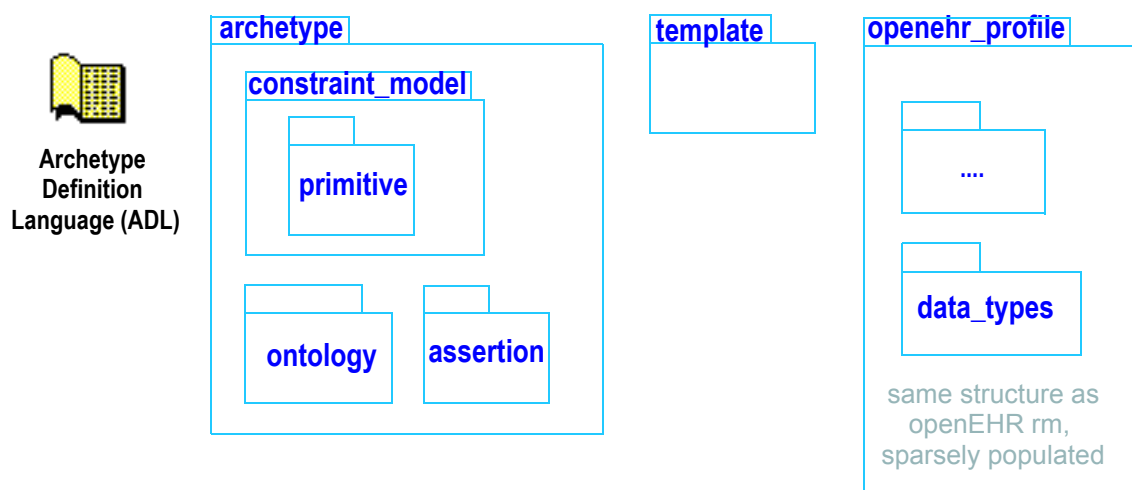 archetype
template
openehr_profile
constraint_model
primitive
Archetype
Definition
Language (ADL)
....
ontology
assertion
data_types
same structure as
openEHR rm,
sparsely populated